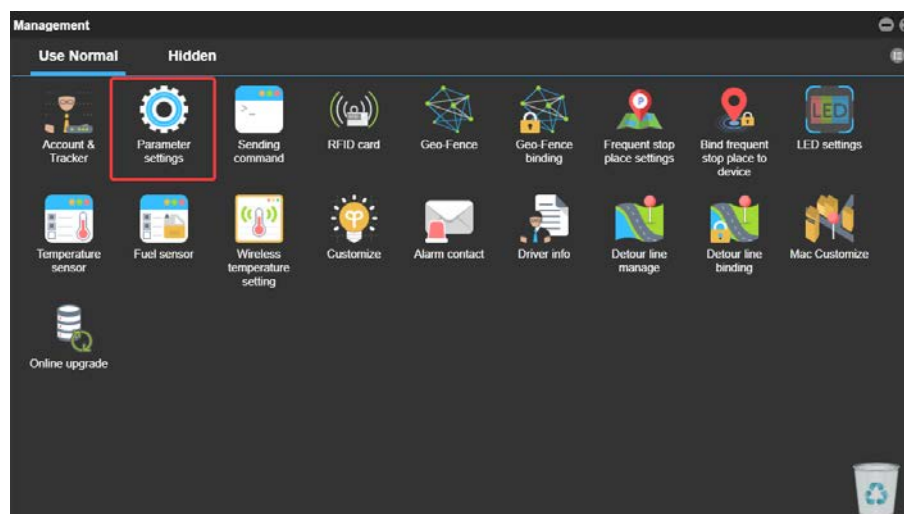 Management
Use Normal
Hidden
Account &
Tracker
Parameter
settings
>_
Sending
command
RFID card
Geo-Fence
Geo-Fence
binding
P
Frequent stop
place settings
Bind frequent
stop place to
device
LED
LED settings
Temperature
sensor
Fuel sensor
Wireless
temperature
setting
Customize
Alarm contact
Driver info
Detour line
manage
Detour line
binding
Mac Customize
Online upgrade